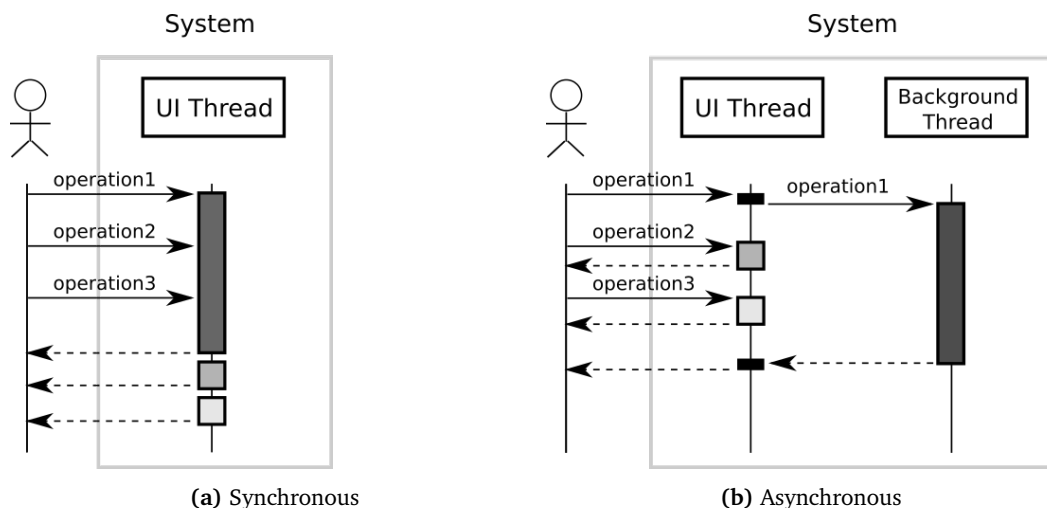 System
UI Thread
operation1
operation2
operation3
(a) Synchronous
System
UI Thread
Background
Thread
operation1
operation1
operation2
operation3
(b) Asynchronous